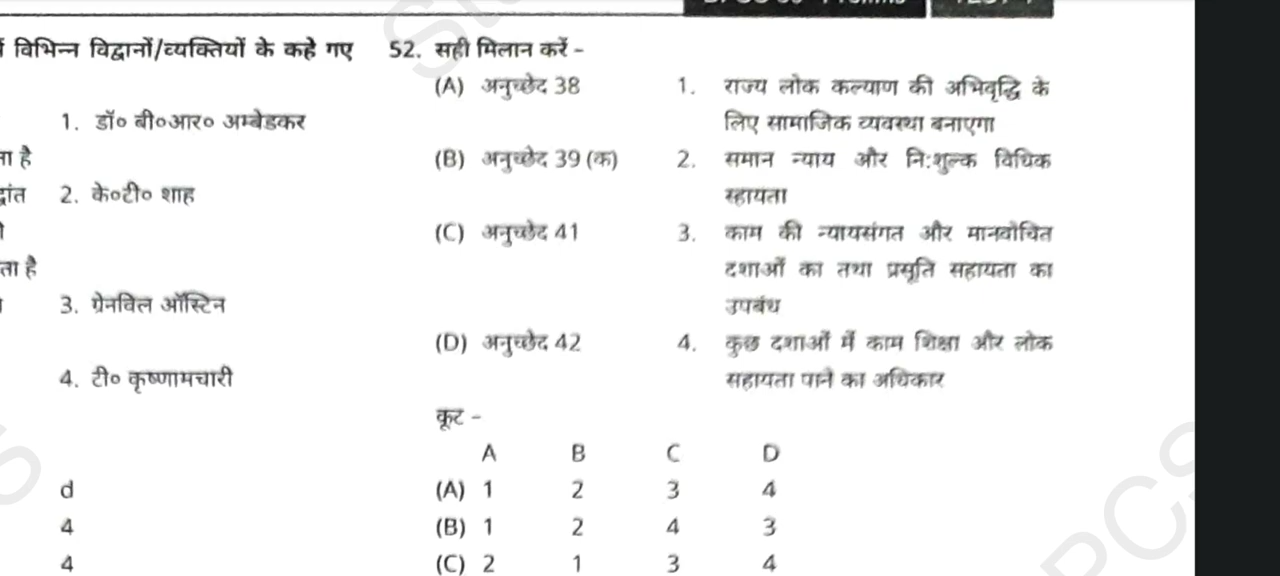 विभिन्न विद्वानों/व्यक्तियों के कहे गए
1. डॉ० बी०आर० अम्बेडकर
ता है
2. के०टी० शाह
ता है
3. ग्रेनविल ऑस्टिन
4. टी० कृष्णामचारी
d
4
4
52. सही मिलान करें -
(A) अनुच्छेद 38 1. राज्य लोक कल्याण की अभिवृद्धि के
लिए सामाजिक व्यवस्था बनाएगा
(B) अनुच्छेद 39 (क) 2. समान न्याय और नि:शुल्क विधिक
स्हायता
(C) अनुच्छेद 41 3. काम की न्यायसंगत और मानवोचित
दशाओं का तथा प्रसूति सहायता का
उपबंध
(D) अनुच्छेद 42 4. कुछ दशाओं में काम शिक्षा और लोक
सहायता पाने का अधिकार
कूट -
A B C D
(A) 1 2 3 4
(B) 1 2 4 3
(C) 2 1 3 4